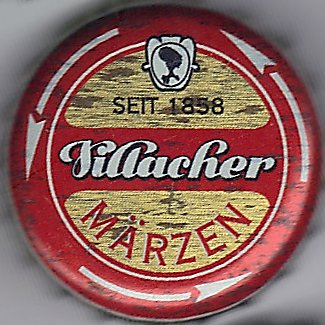 SEIT 1858
Villacher
MÄRZEN